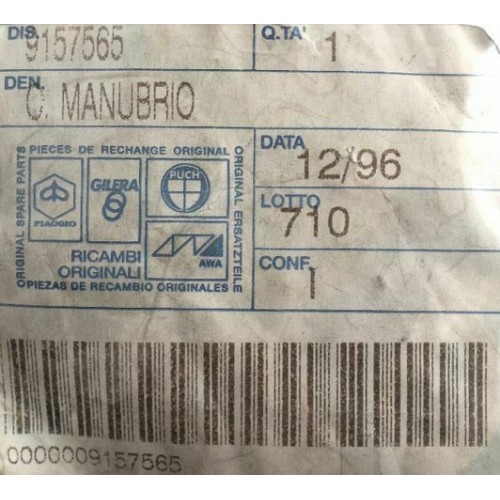 DIS. 9157565 Q.TA' 1
DEN. C. MANUBRIO
DATA 12/96
LOTTO 710
CONF. 1
PIECES DE RECHANGE ORIGINAL
ORIGINAL SPARE PARTS
ORIGINAL ERSATZTEILE
PIAGGIO
GILERA
PUCH
AWA
RICAMBI
ORIGINALI
PIEZAS DE RECAMBIO ORIGINALES
0000009157565